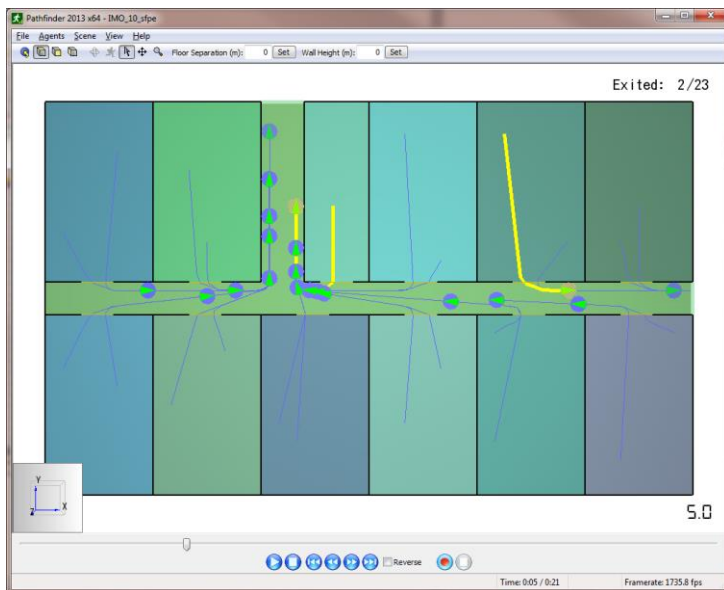 Pathfinder 2013 x64 - IMO_10_sfpe
File Agents Scene View Help
Floor Separation (m): 0 Set Wall Height (m): 0 Set
Exited: 2/23
Y
Z X
5.0
Reverse
Time: 0:05 / 0:21 Framerate: 1735.8 fps